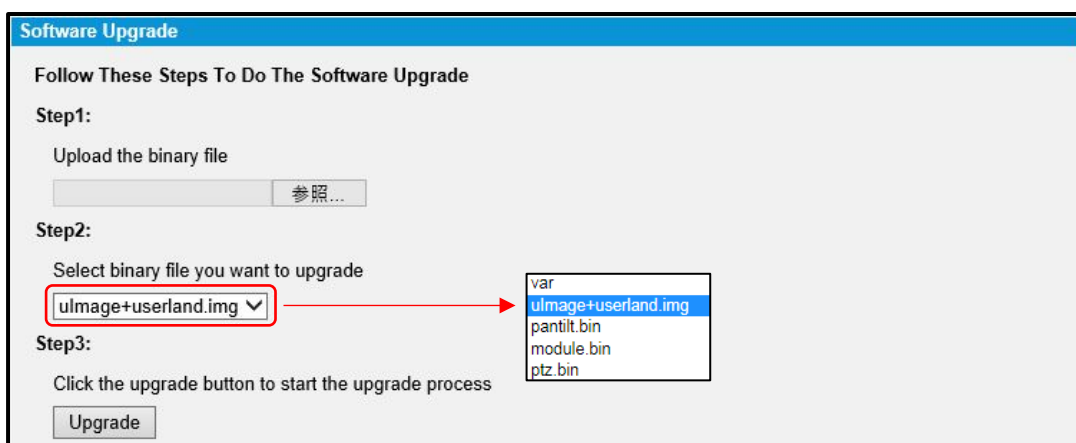 Software Upgrade
Follow These Steps To Do The Software Upgrade
Step1:
Upload the binary file
参照...
Step2:
Select binary file you want to upgrade
uImage+userland.img
var
uImage+userland.img
pantilt.bin
module.bin
ptz.bin
Step3:
Click the upgrade button to start the upgrade process
Upgrade